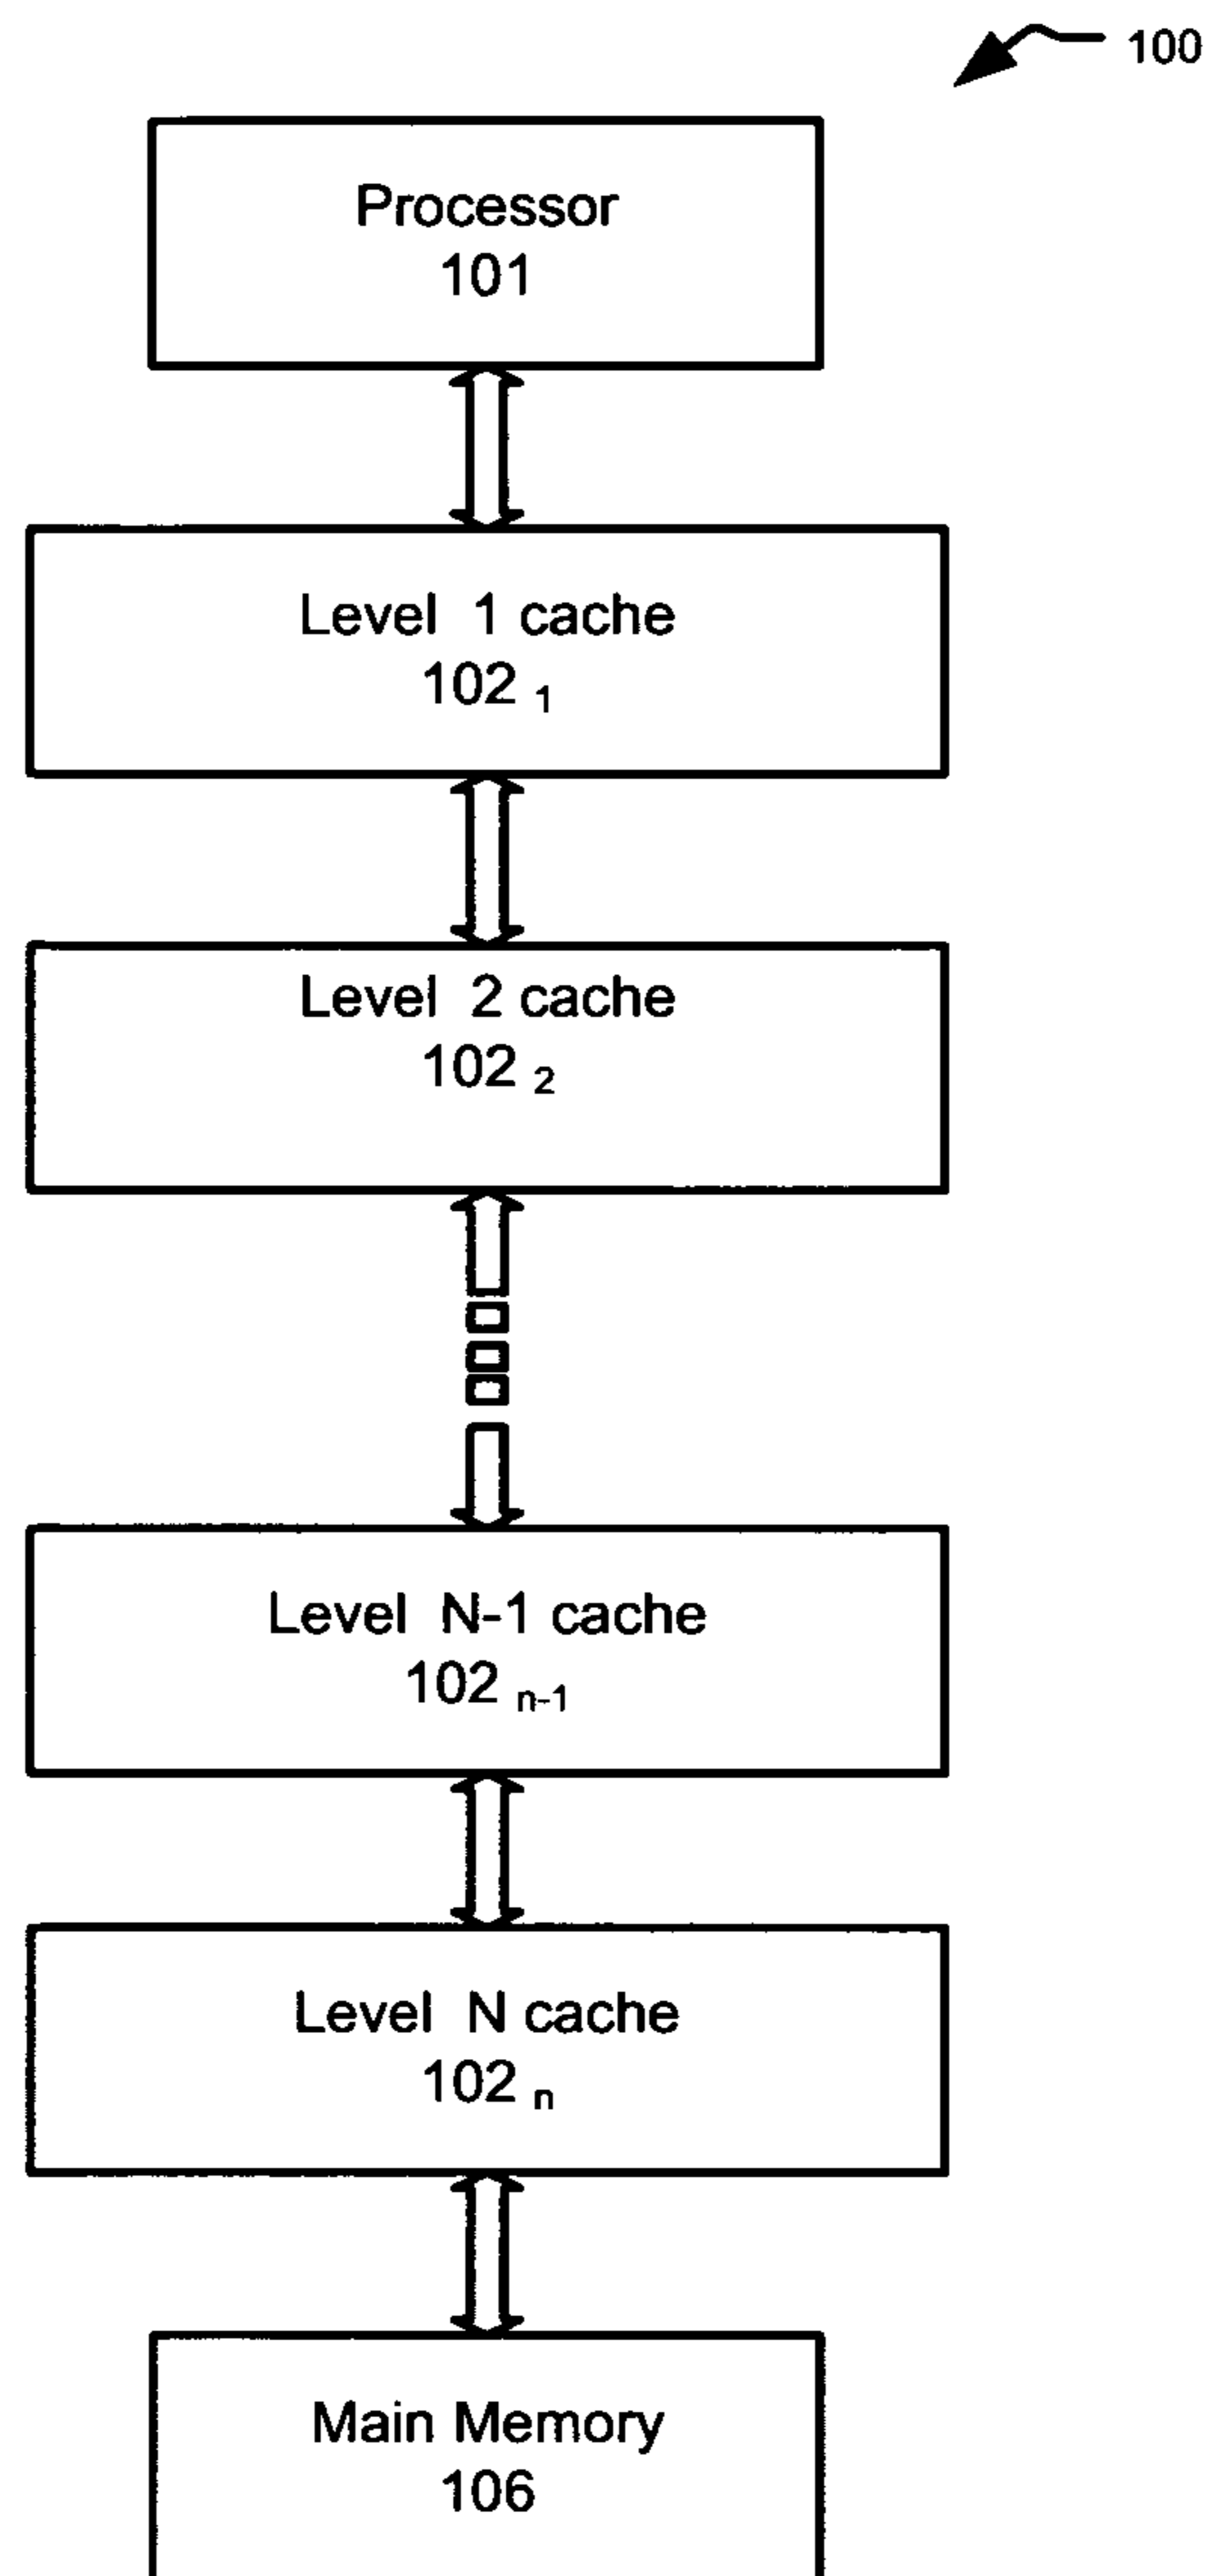 100
Processor
101
Level 1 cache
102 1
Level 2 cache
102 2
Level N-1 cache
102 n-1
Level N cache
102 n
Main Memory
106